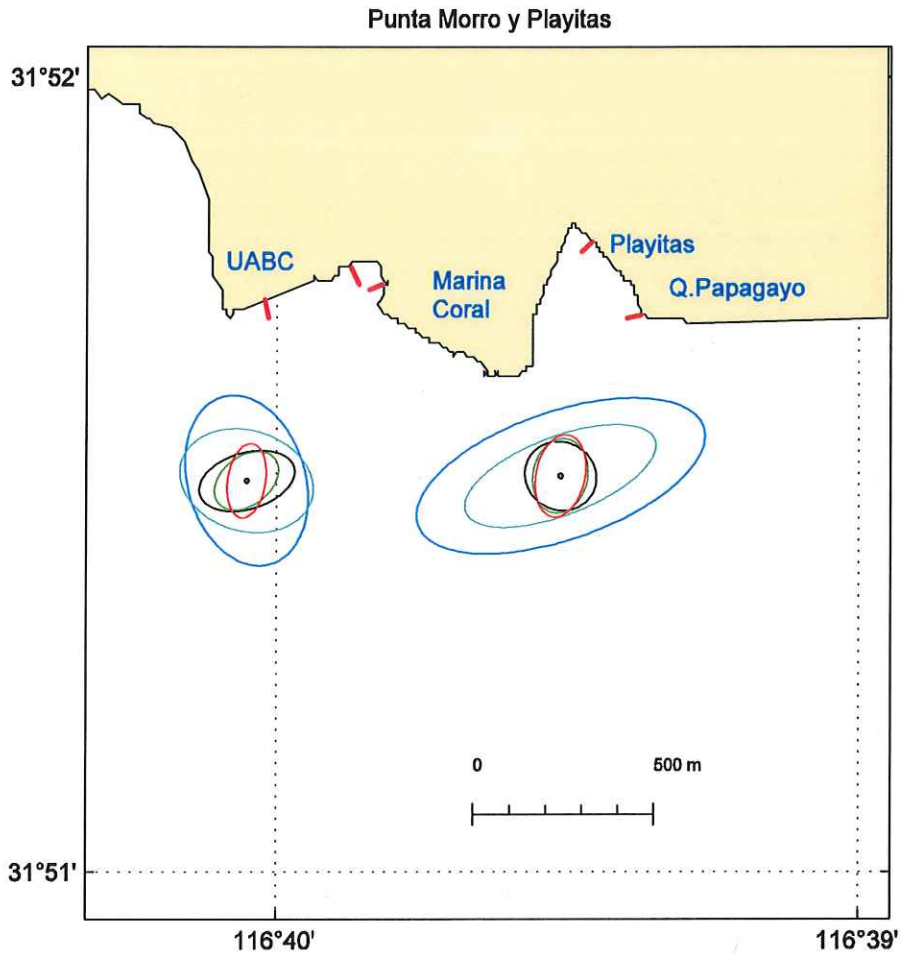 Punta Morro y Playitas
31°52'
UABC
Marina
Coral
Playitas
Q.Papagayo
0 500 m
31°51'
116°40' 116°39'